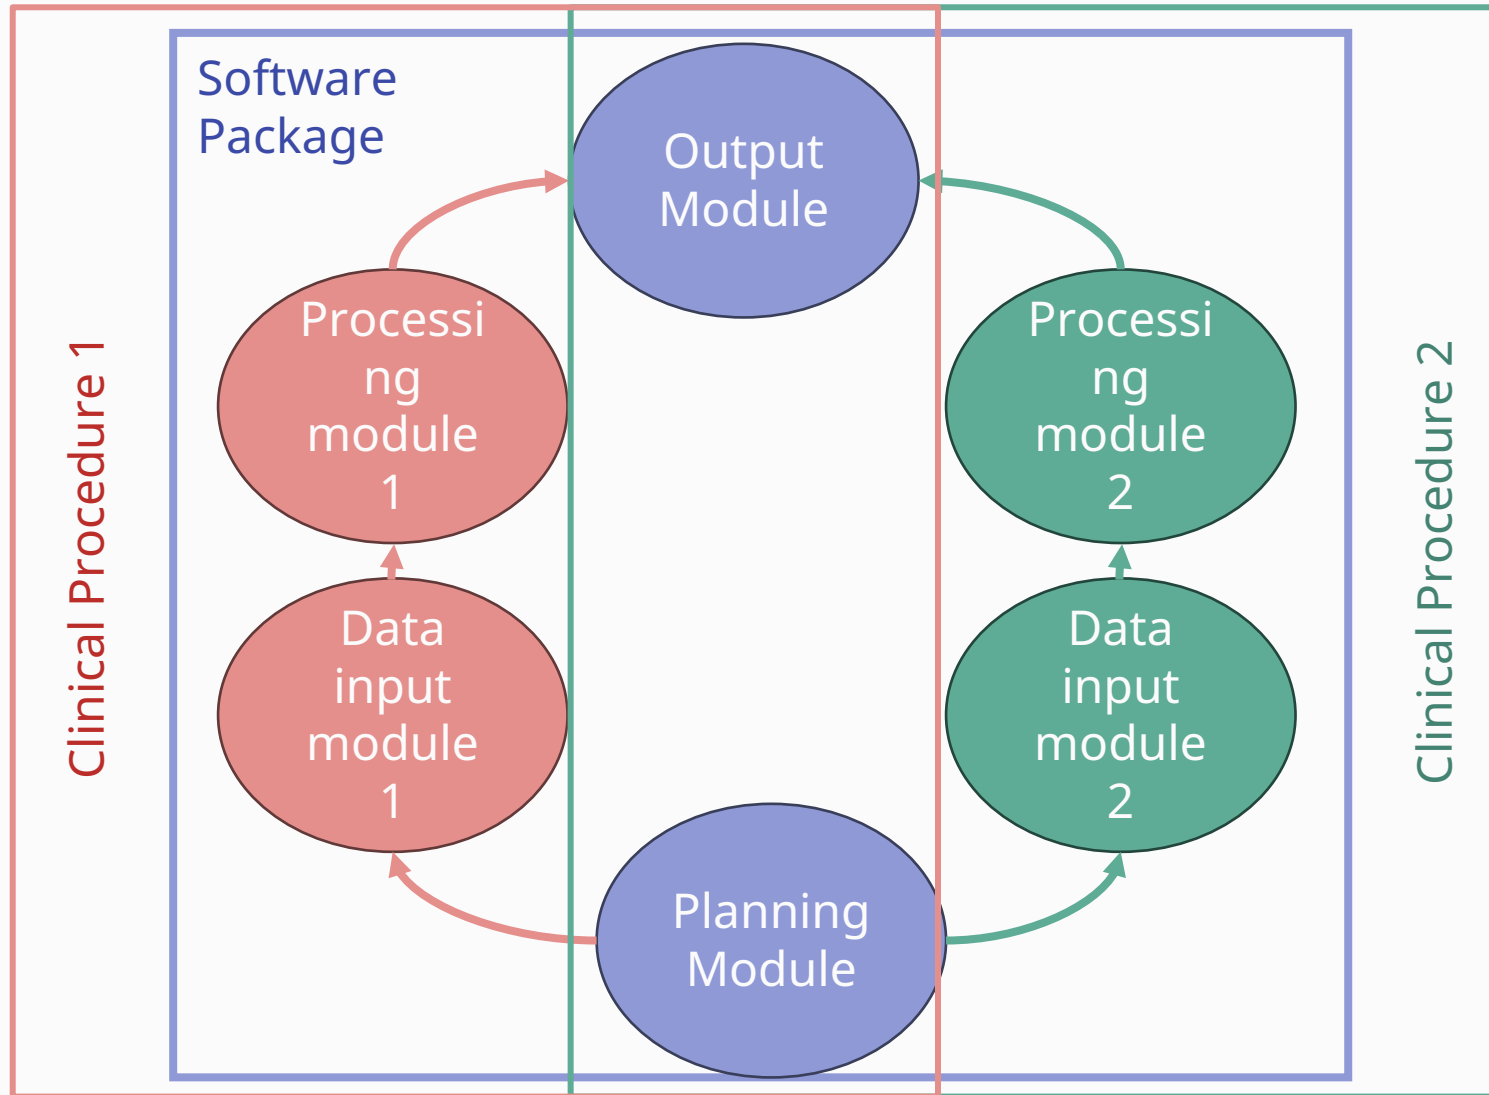 Software
Package
Output
Module
Processi
ng
module
1
Processi
ng
module
2
Clinical Procedure 1
Clinical Procedure 2
Data
input
module
1
Data
input
module
2
Planning
Module